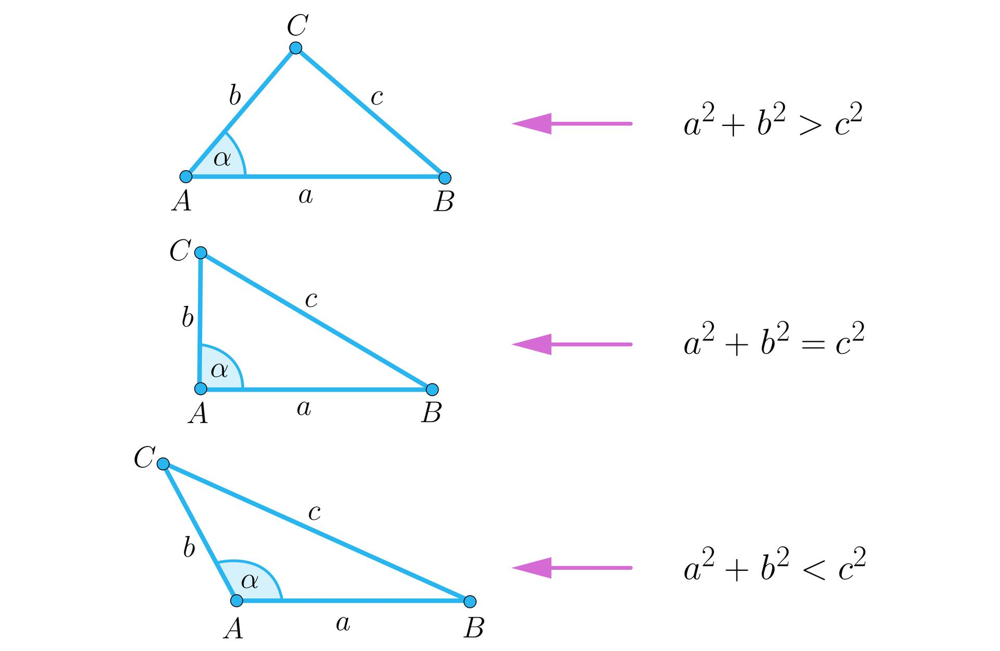 C
b c
a² + b² > c²
α
A a B
C
c
b
a² + b² = c²
α
A a B
C
c
b
a² + b² < c²
α
A a B